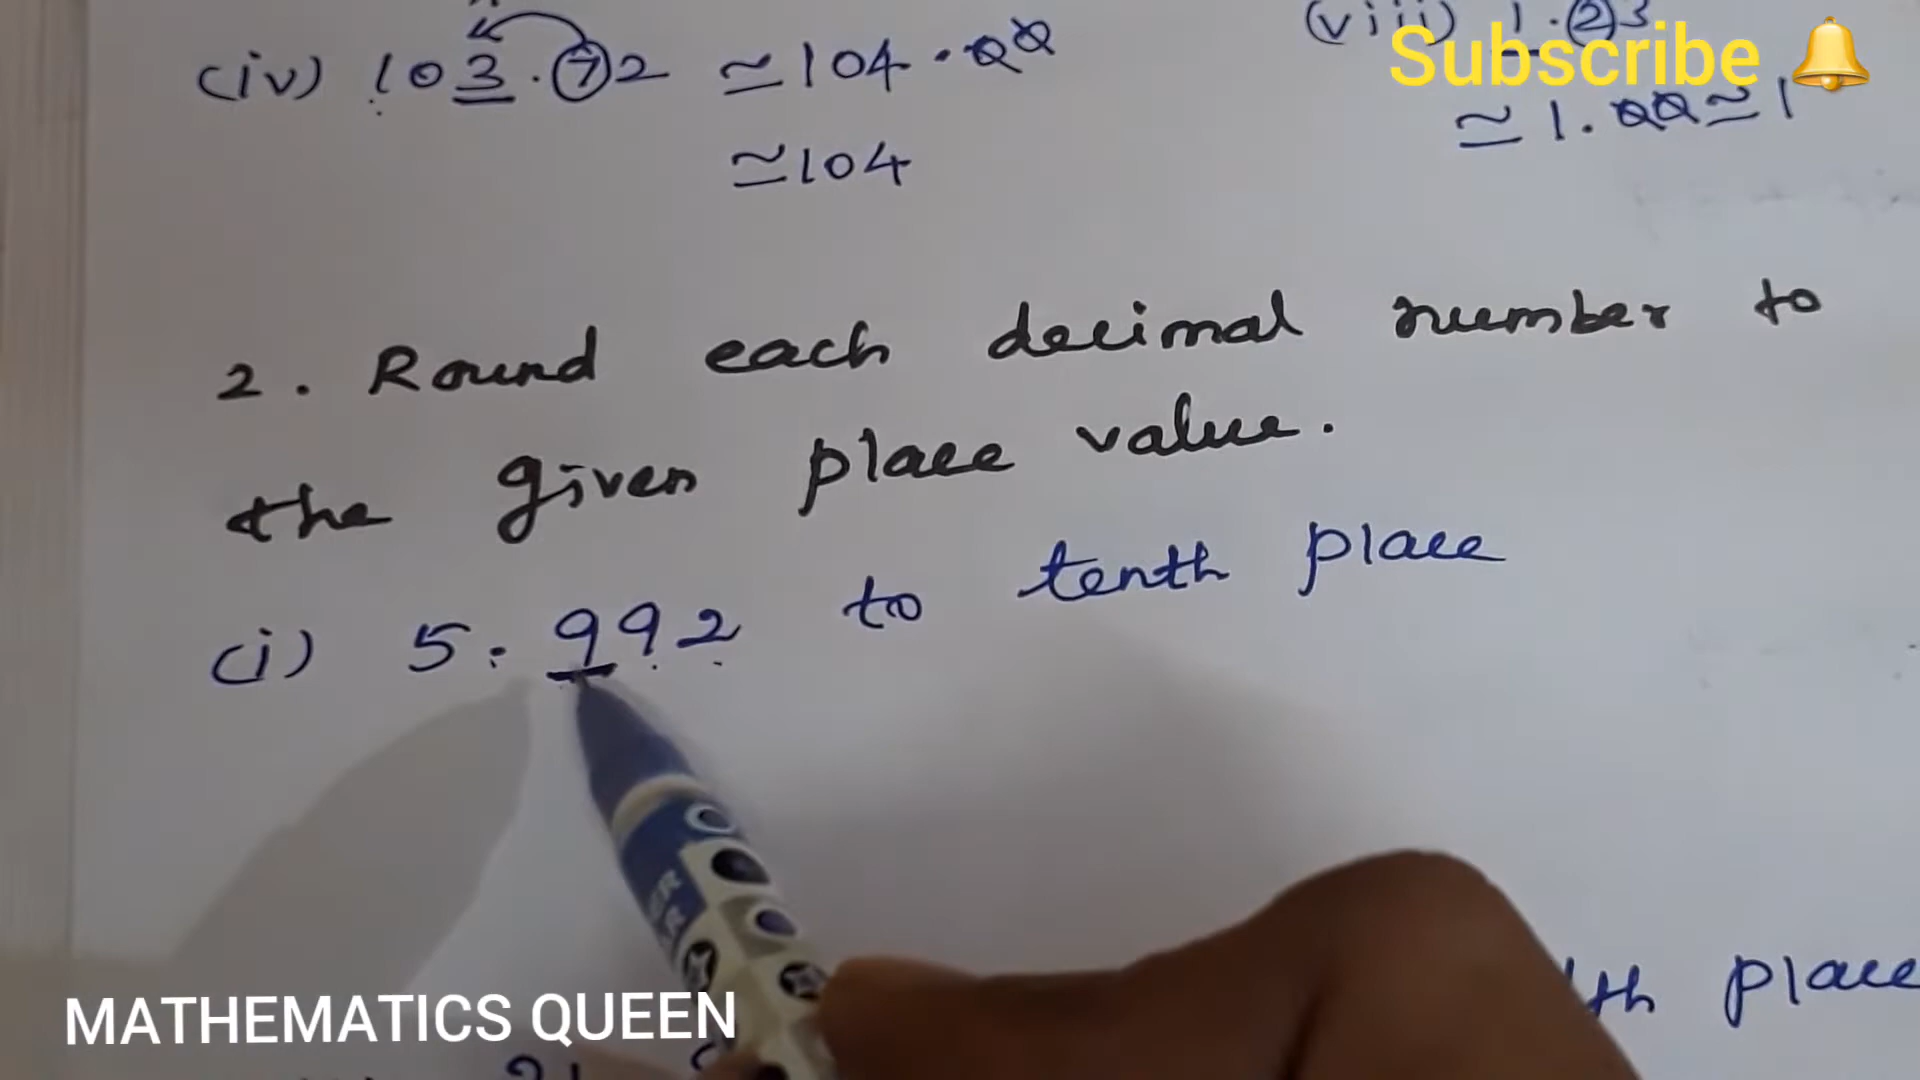 (iv) 103.72 ≃104.00
≃104
(viii) 1.23
≃1.00≃1
Subscribe
2. Round each decimal number to
the given place value.
(i) 5.992 to tenth place
th place
MATHEMATICS QUEEN